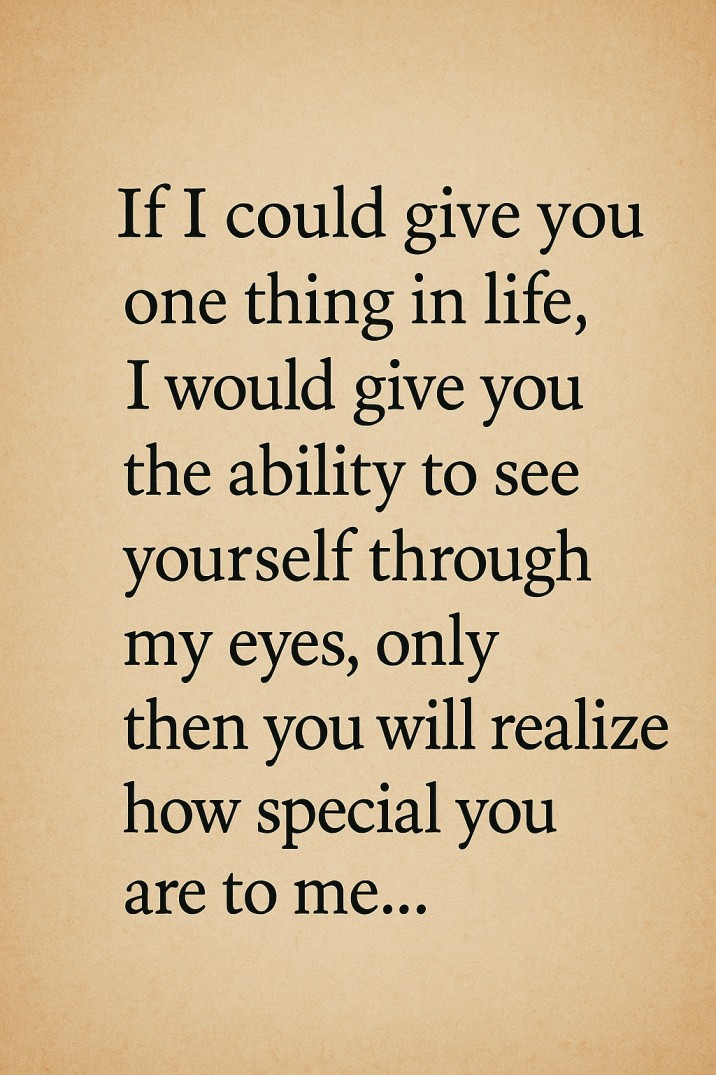 If I could give you
one thing in life,
I would give you
the ability to see
yourself through
my eyes, only
then you will realize
how special you
are to me...